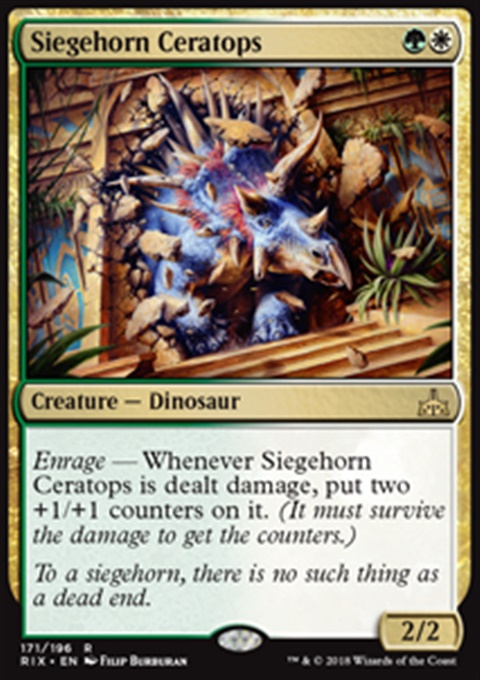 Siegehorn Ceratops
Creature — Dinosaur
Enrage — Whenever Siegehorn
Ceratops is dealt damage, put two
+1/+1 counters on it. (It must survive
the damage to get the counters.)
To a siegehorn, there is no such thing as
a dead end.
2/2
171/196 R
RIX • EN Filip Burburan
™ & © 2018 Wizards of the Coast